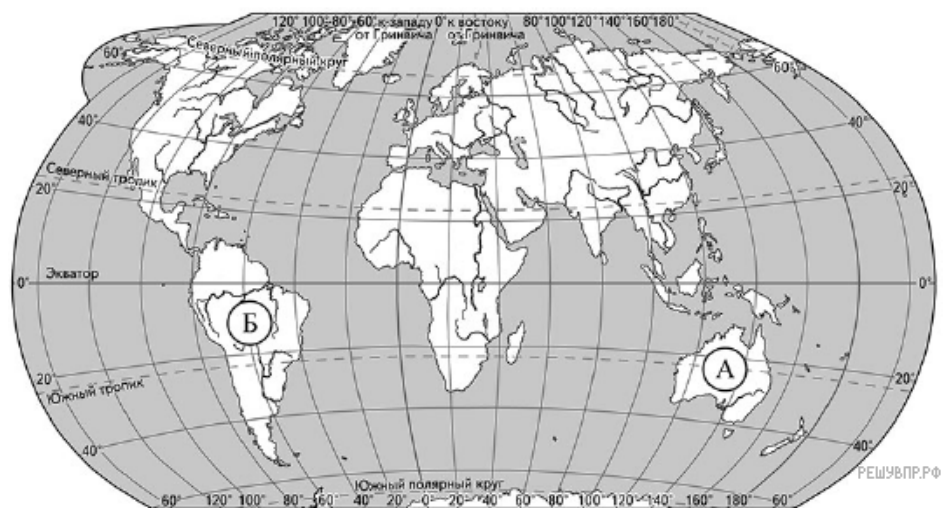 120° 100° 80° 60° к западу 0° к востоку 80° 100° 120° 140° 160° 180°
от Гринвича от Гринвича
60° Северный полярный круг 60°
40° 40°
Северный тропик
20° 20°
Экватор
0° 0°
Б
А
20° 20°
Южный тропик
40° 40°
РЕШУВПР.РФ
Южный полярный круг
60° 120° 100° 80° 60° 40° 20° 0° 20° 40° 60° 80° 100° 120° 140° 160° 180° 60°